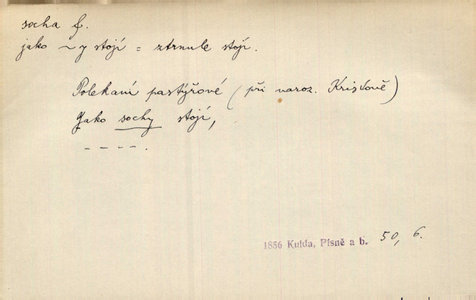 socha f.
jako ~y stojí = ztrnule stojí.
Polekaní pastýřové (při naroz. Kristově)
Jako sochy stojí,
– – – –.
1886 Kulda, Písně a b. 50, 6.